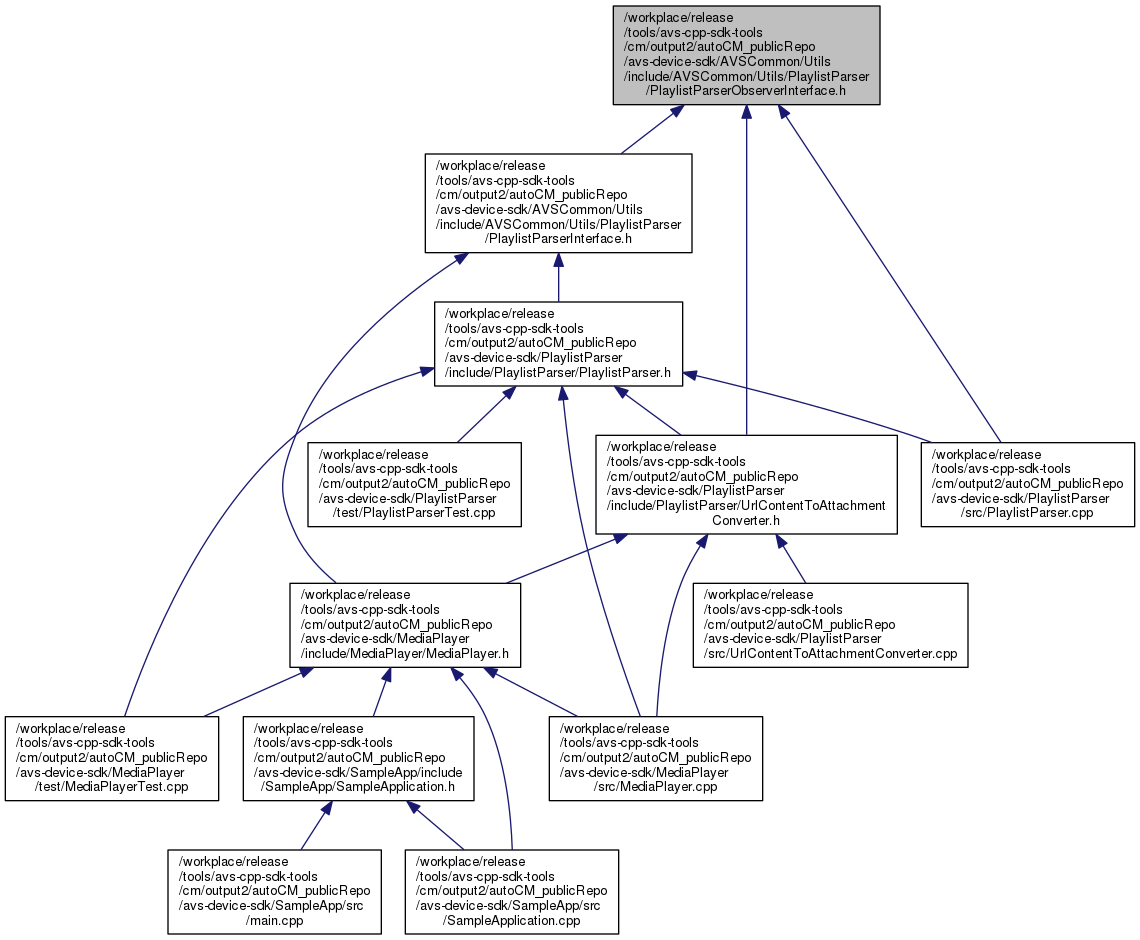 /workplace/release
/tools/avs-cpp-sdk-tools
/cm/output2/autoCM_publicRepo
/avs-device-sdk/AVSCommon/Utils
/include/AVSCommon/Utils/PlaylistParser
/PlaylistParserObserverInterface.h
/workplace/release
/tools/avs-cpp-sdk-tools
/cm/output2/autoCM_publicRepo
/avs-device-sdk/AVSCommon/Utils
/include/AVSCommon/Utils/PlaylistParser
/PlaylistParserInterface.h
/workplace/release
/tools/avs-cpp-sdk-tools
/cm/output2/autoCM_publicRepo
/avs-device-sdk/PlaylistParser
/include/PlaylistParser/PlaylistParser.h
/workplace/release
/tools/avs-cpp-sdk-tools
/cm/output2/autoCM_publicRepo
/avs-device-sdk/PlaylistParser
/test/PlaylistParserTest.cpp
/workplace/release
/tools/avs-cpp-sdk-tools
/cm/output2/autoCM_publicRepo
/avs-device-sdk/PlaylistParser
/include/PlaylistParser/UrlContentToAttachment
Converter.h
/workplace/release
/tools/avs-cpp-sdk-tools
/cm/output2/autoCM_publicRepo
/avs-device-sdk/PlaylistParser
/src/PlaylistParser.cpp
/workplace/release
/tools/avs-cpp-sdk-tools
/cm/output2/autoCM_publicRepo
/avs-device-sdk/MediaPlayer
/include/MediaPlayer/MediaPlayer.h
/workplace/release
/tools/avs-cpp-sdk-tools
/cm/output2/autoCM_publicRepo
/avs-device-sdk/PlaylistParser
/src/UrlContentToAttachmentConverter.cpp
/workplace/release
/tools/avs-cpp-sdk-tools
/cm/output2/autoCM_publicRepo
/avs-device-sdk/MediaPlayer
/test/MediaPlayerTest.cpp
/workplace/release
/tools/avs-cpp-sdk-tools
/cm/output2/autoCM_publicRepo
/avs-device-sdk/SampleApp/include
/SampleApp/SampleApplication.h
/workplace/release
/tools/avs-cpp-sdk-tools
/cm/output2/autoCM_publicRepo
/avs-device-sdk/MediaPlayer
/src/MediaPlayer.cpp
/workplace/release
/tools/avs-cpp-sdk-tools
/cm/output2/autoCM_publicRepo
/avs-device-sdk/SampleApp/src
/main.cpp
/workplace/release
/tools/avs-cpp-sdk-tools
/cm/output2/autoCM_publicRepo
/avs-device-sdk/SampleApp/src
/SampleApplication.cpp